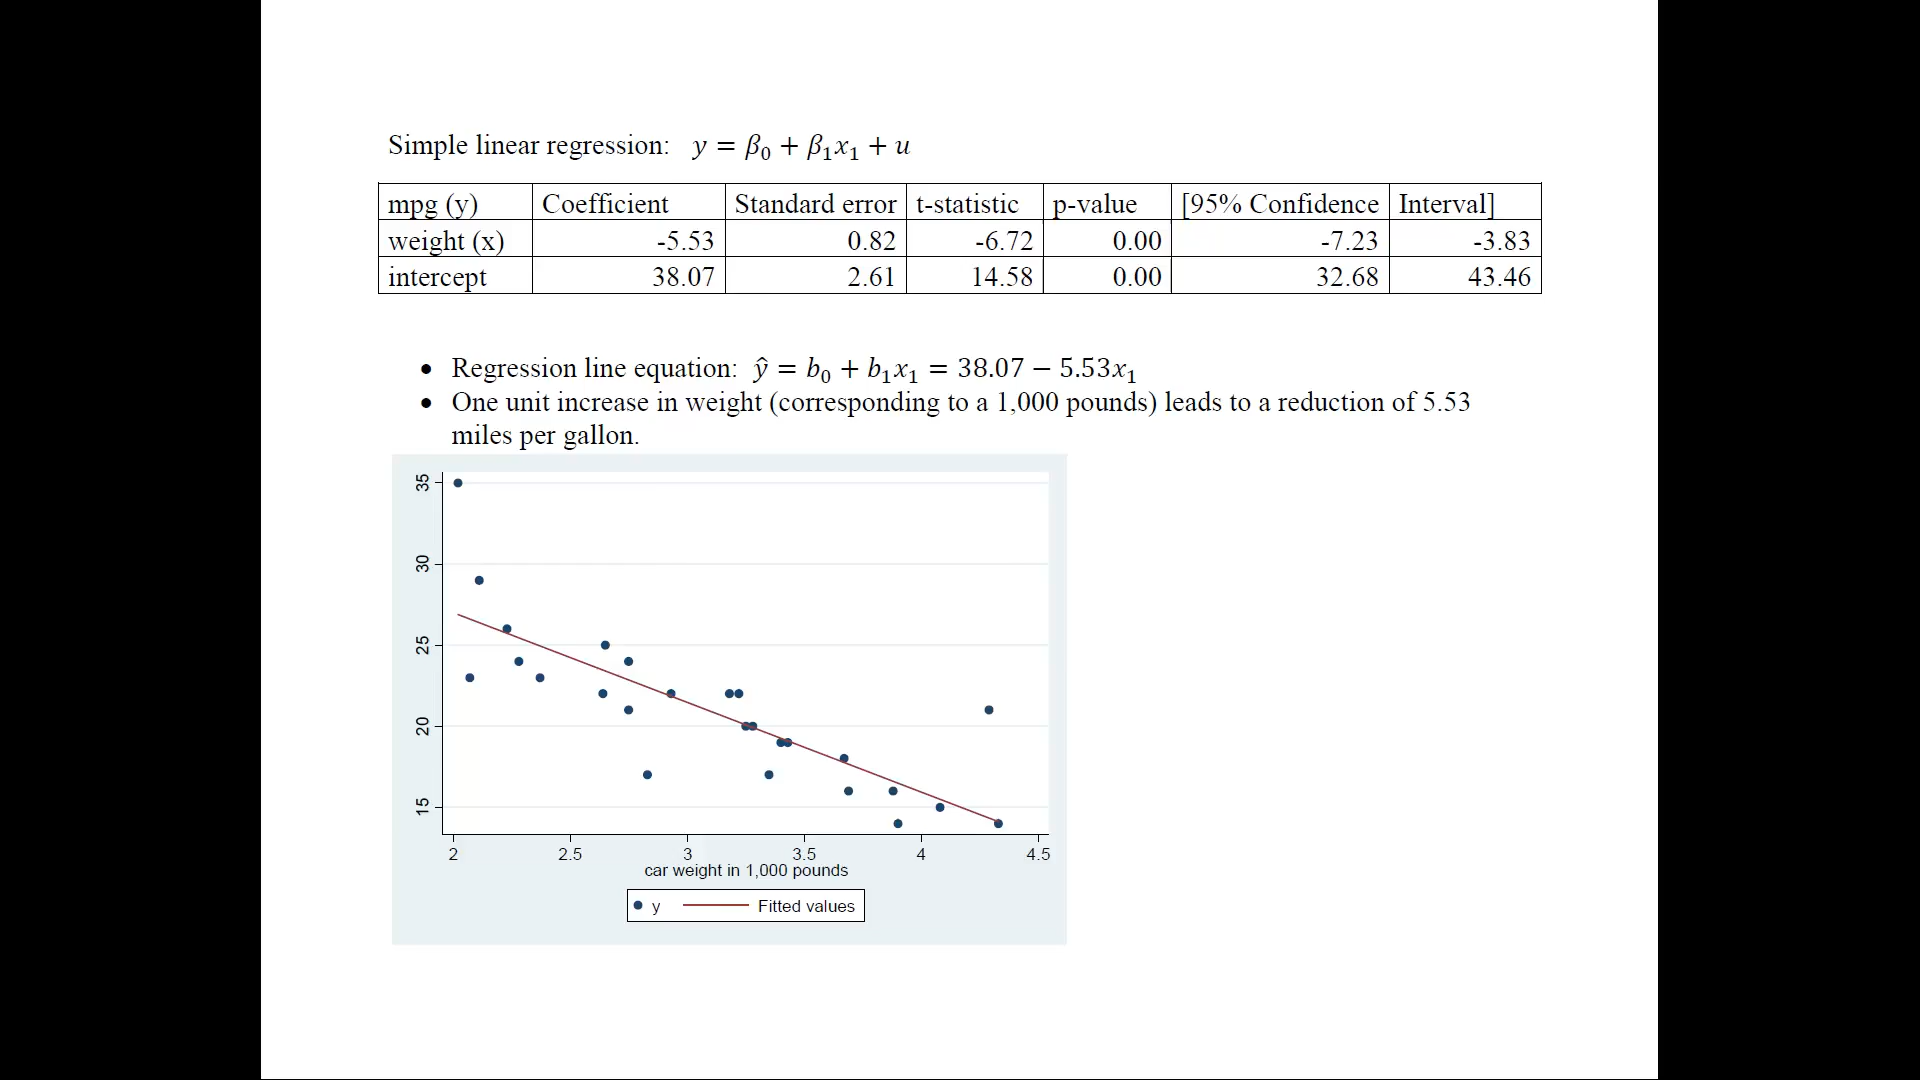 Simple linear regression: y = β₀ + β₁x₁ + u
mpg (y) Coefficient Standard error t-statistic p-value [95% Confidence Interval]
weight (x) -5.53 0.82 -6.72 0.00 -7.23 -3.83
intercept 38.07 2.61 14.58 0.00 32.68 43.46
• Regression line equation: ŷ = b₀ + b₁x₁ = 38.07 − 5.53x₁
• One unit increase in weight (corresponding to a 1,000 pounds) leads to a reduction of 5.53
miles per gallon.
35
30
25
20
15
2 2.5 3 3.5 4 4.5
car weight in 1,000 pounds
y Fitted values